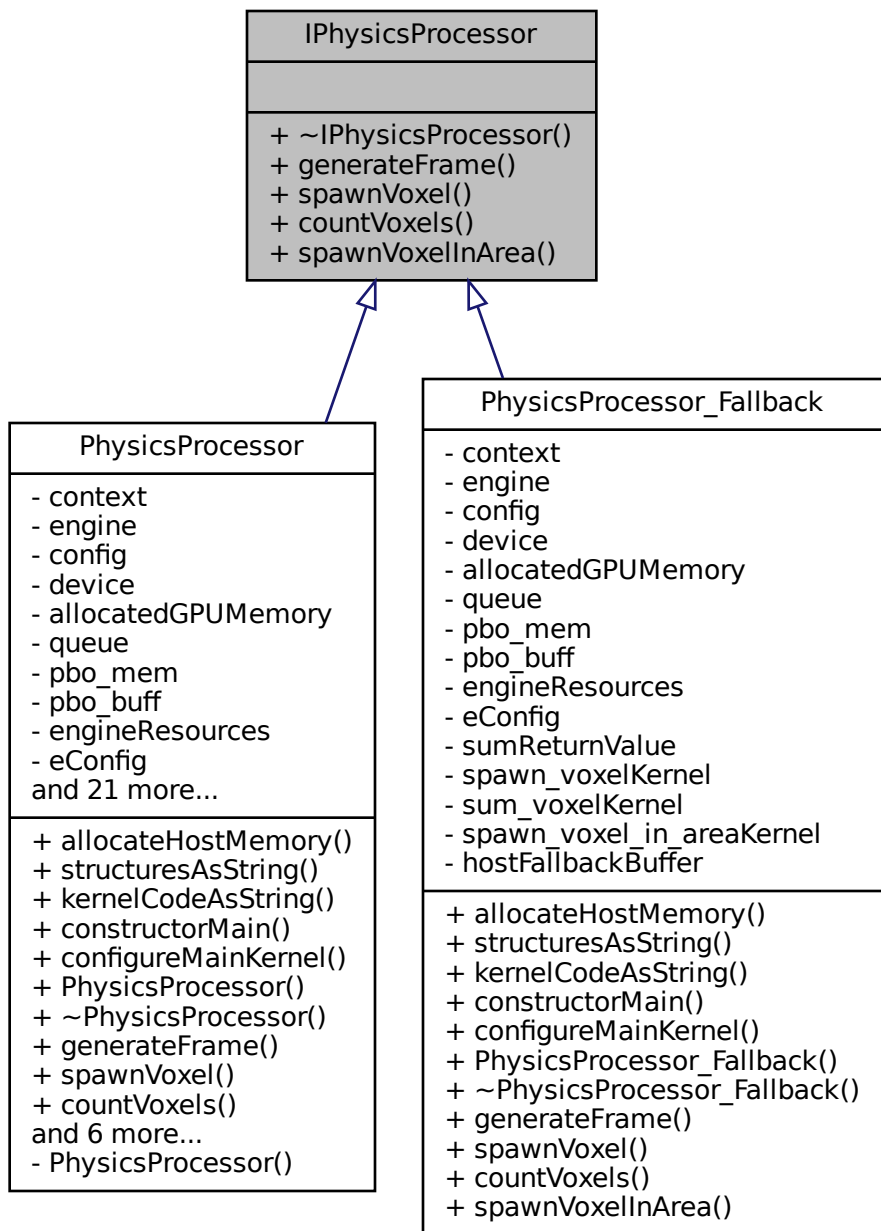 IPhysicsProcessor
+ ~IPhysicsProcessor()
+ generateFrame()
+ spawnVoxel()
+ countVoxels()
+ spawnVoxelInArea()
PhysicsProcessor
- context
- engine
- config
- device
- allocatedGPUMemory
- queue
- pbo_mem
- pbo_buff
- engineResources
- eConfig
and 21 more...
+ allocateHostMemory()
+ structuresAsString()
+ kernelCodeAsString()
+ constructorMain()
+ configureMainKernel()
+ PhysicsProcessor()
+ ~PhysicsProcessor()
+ generateFrame()
+ spawnVoxel()
+ countVoxels()
and 6 more...
- PhysicsProcessor()
PhysicsProcessor_Fallback
- context
- engine
- config
- device
- allocatedGPUMemory
- queue
- pbo_mem
- pbo_buff
- engineResources
- eConfig
- sumReturnValue
- spawn_voxelKernel
- sum_voxelKernel
- spawn_voxel_in_areaKernel
- hostFallbackBuffer
+ allocateHostMemory()
+ structuresAsString()
+ kernelCodeAsString()
+ constructorMain()
+ configureMainKernel()
+ PhysicsProcessor_Fallback()
+ ~PhysicsProcessor_Fallback()
+ generateFrame()
+ spawnVoxel()
+ countVoxels()
+ spawnVoxelInArea()